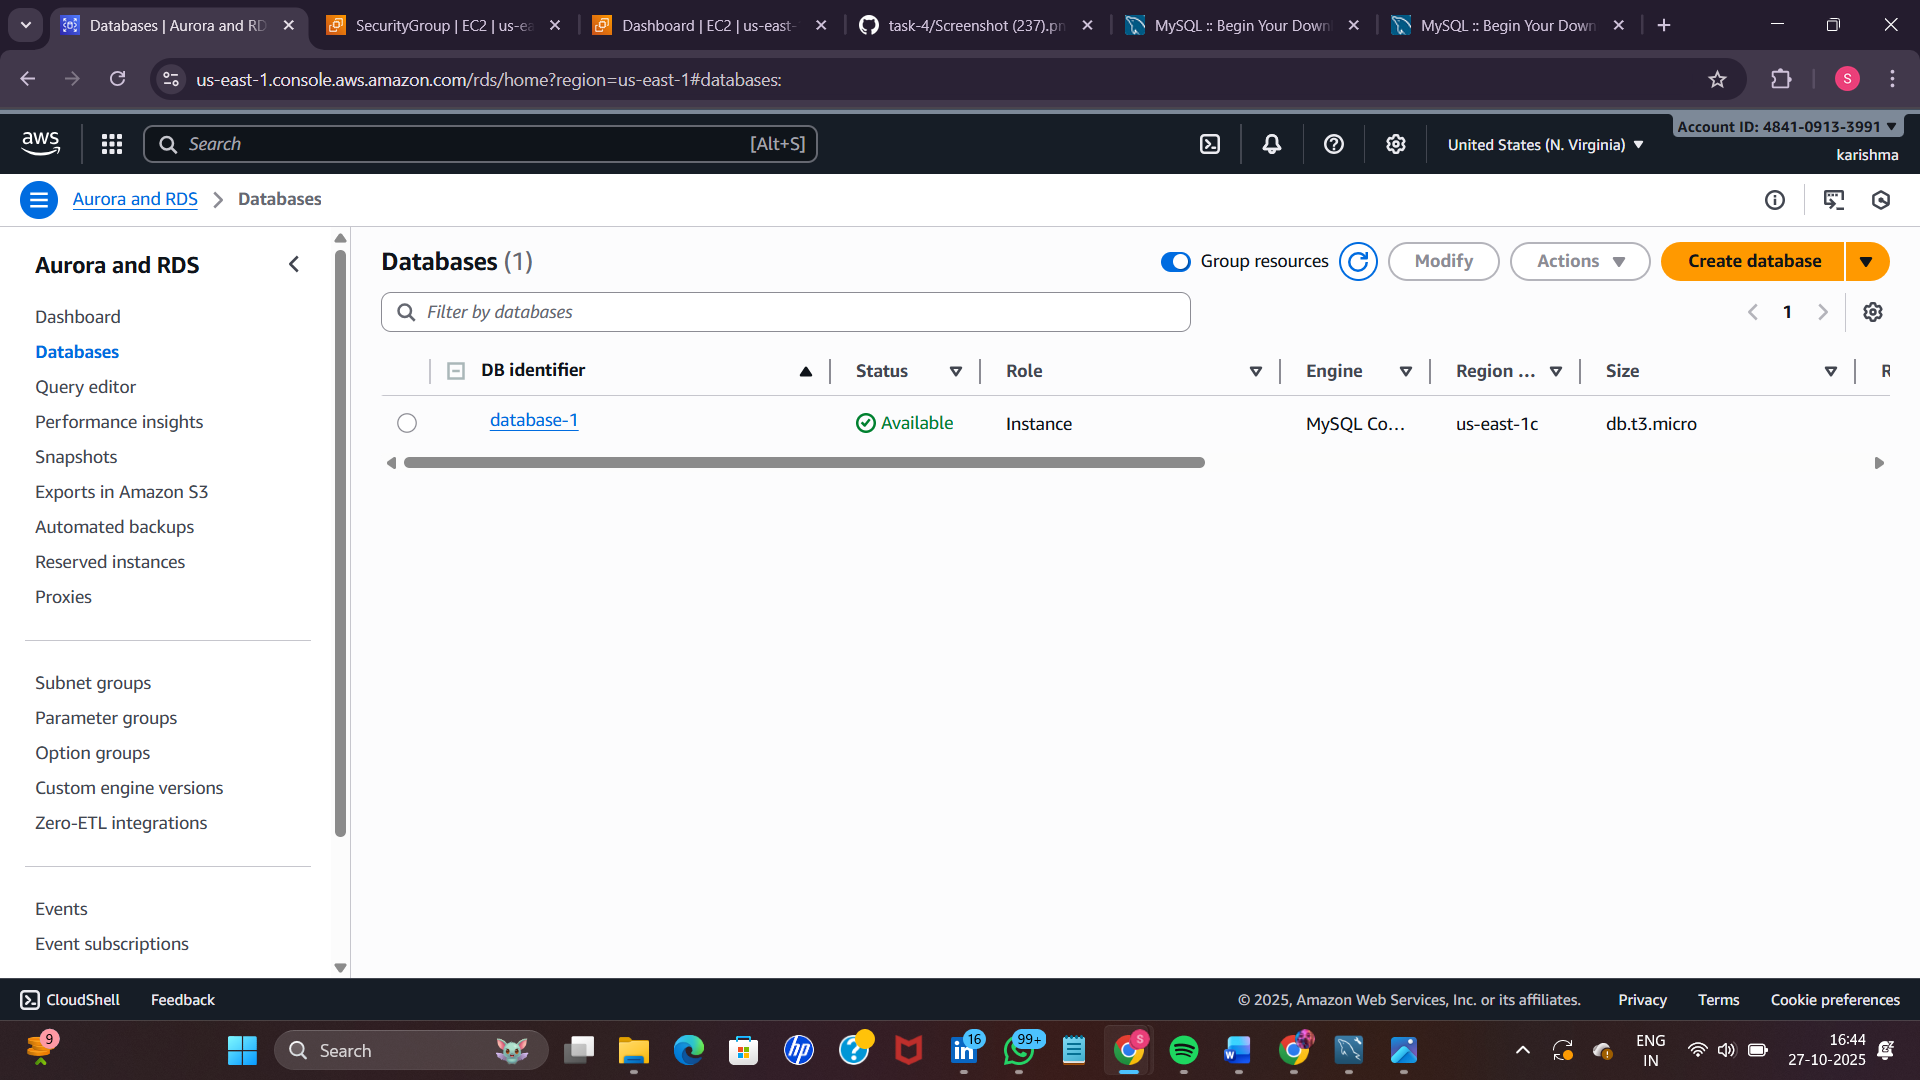 Databases | Aurora and RD
SecurityGroup | EC2 | us-ea
Dashboard | EC2 | us-east-
task-4/Screenshot (237).pn
MySQL :: Begin Your Down
MySQL :: Begin Your Down
us-east-1.console.aws.amazon.com/rds/home?region=us-east-1#databases:
S
aws
Search
[Alt+S]
United States (N. Virginia)
Account ID: 4841-0913-3991
karishma
Aurora and RDS
Databases
Aurora and RDS
Dashboard
Databases
Query editor
Performance insights
Snapshots
Exports in Amazon S3
Automated backups
Reserved instances
Proxies
Subnet groups
Parameter groups
Option groups
Custom engine versions
Zero-ETL integrations
Events
Event subscriptions
Databases (1)
Group resources
Modify
Actions
Create database
Filter by databases
1
DB identifier Status Role Engine Region ... Size R
database-1 Available Instance MySQL Co... us-east-1c db.t3.micro
CloudShell
Feedback
© 2025, Amazon Web Services, Inc. or its affiliates.
Privacy
Terms
Cookie preferences
9
Search
hp
?
in
16
99+
S
W
ENG
IN
16:44
27-10-2025